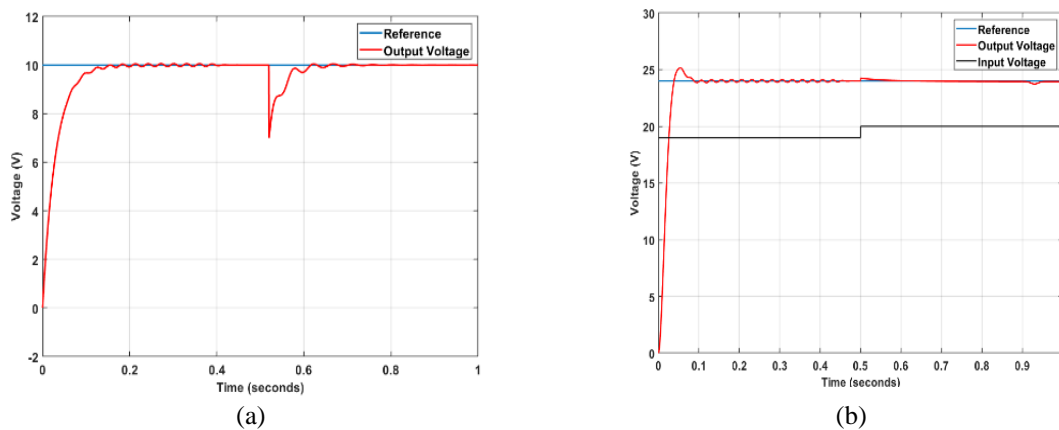 12
10
8
6
4
2
0
-2
Voltage (V)
0
0.2
0.4
0.6
0.8
1
Time (seconds)
Reference
Output Voltage
(a)
30
25
20
15
10
5
0
Voltage (V)
0
0.1
0.2
0.3
0.4
0.5
0.6
0.7
0.8
0.9
Time (seconds)
Reference
Output Voltage
Input Voltage
(b)